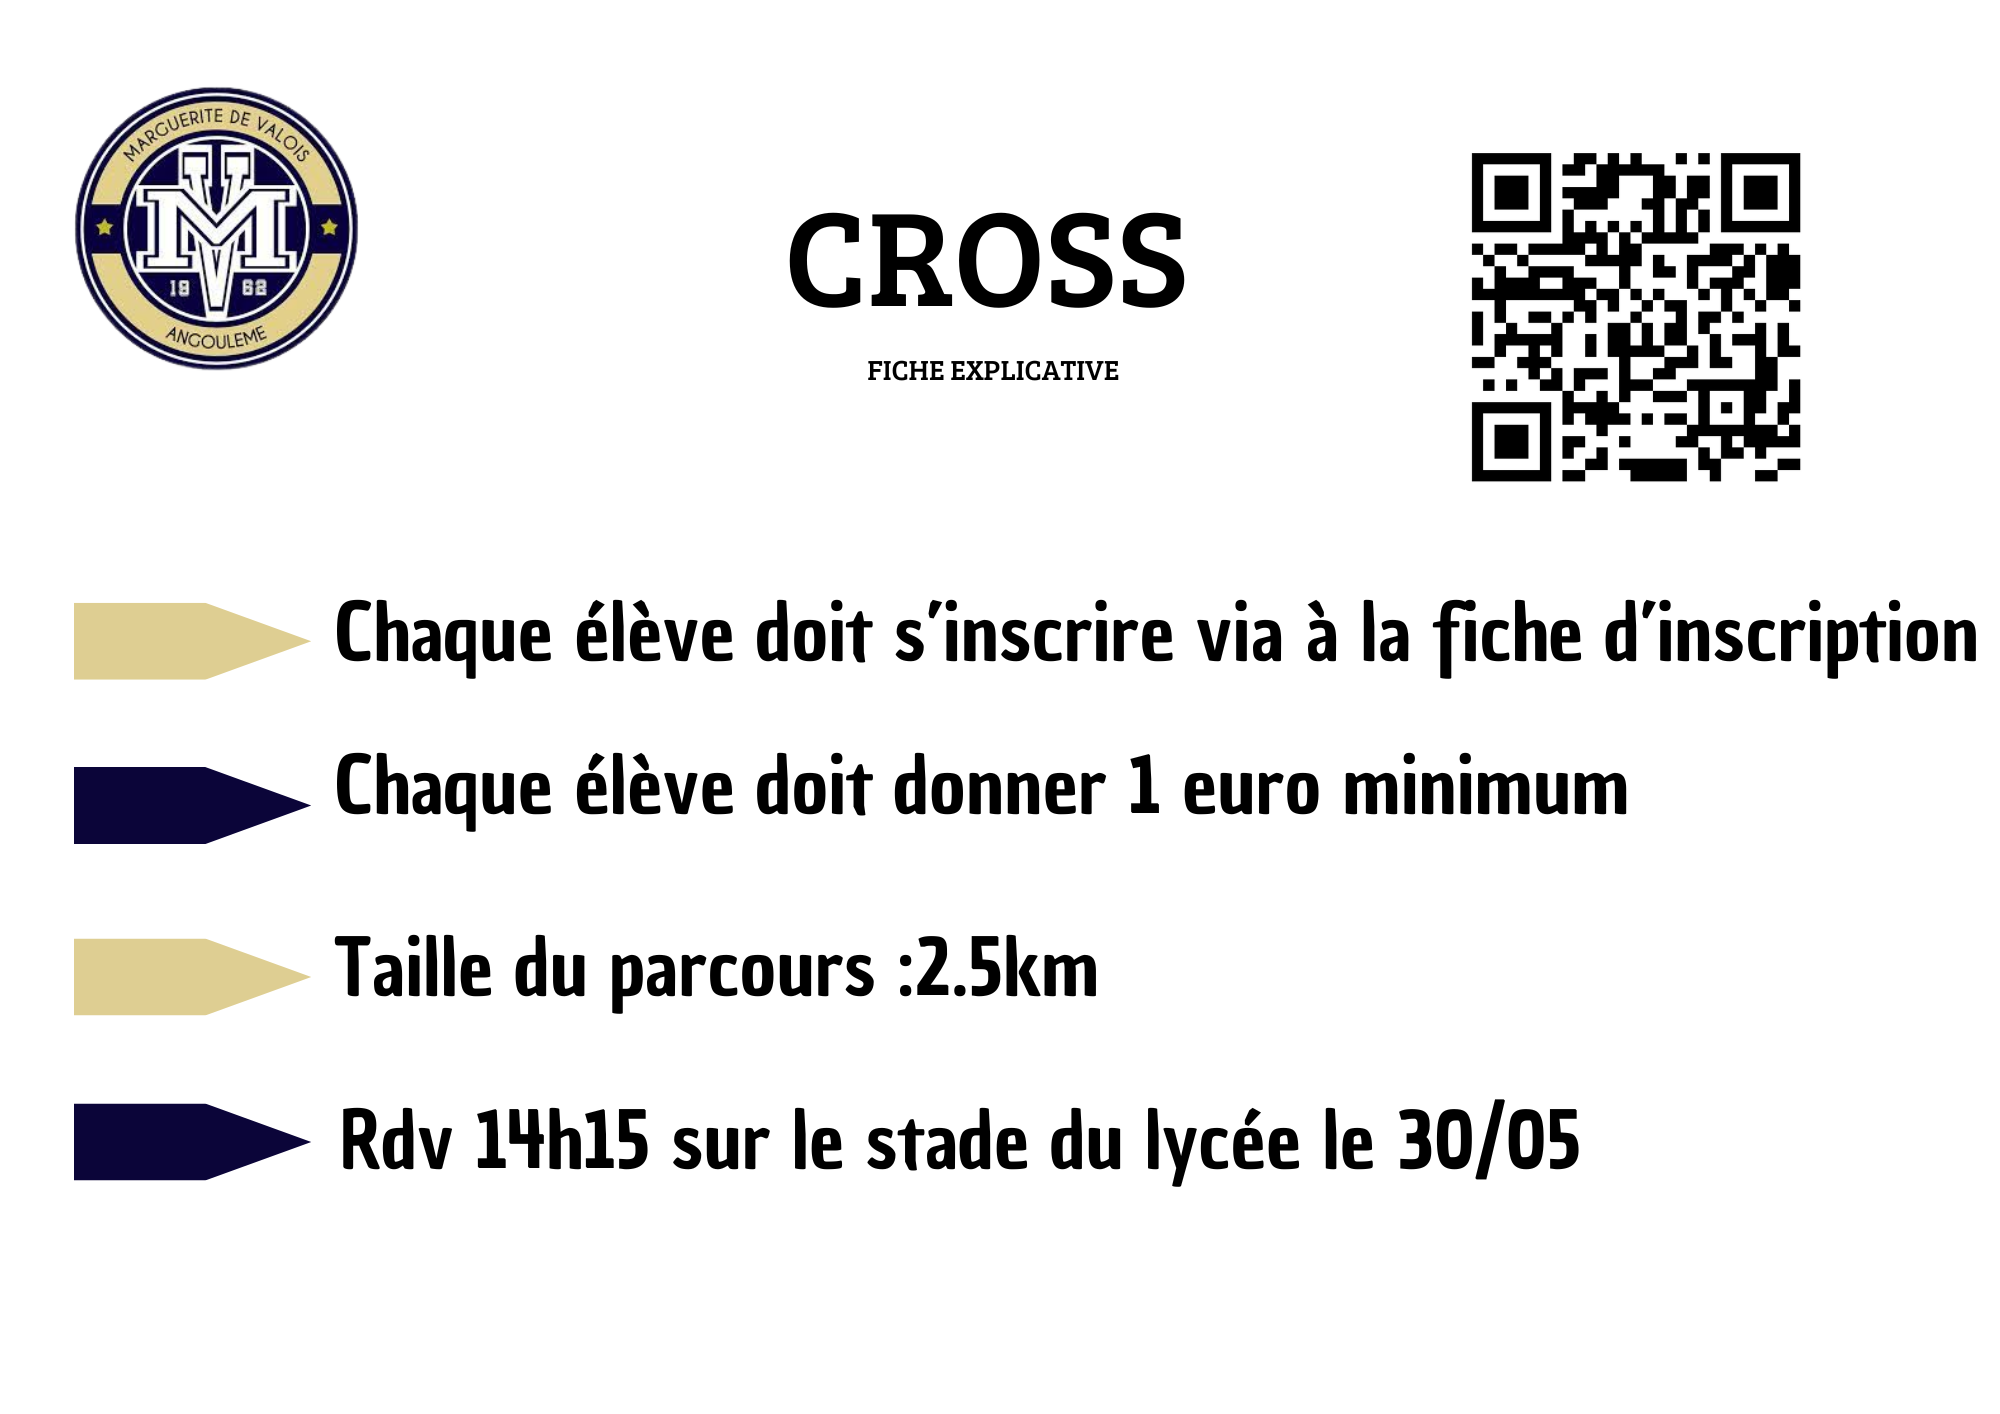 MARGUERITE DE VALOIS
VM
19 62
ANGOULEME
CROSS
FICHE EXPLICATIVE
Chaque élève doit s'inscrire via à la fiche d'inscription
Chaque élève doit donner 1 euro minimum
Taille du parcours :2.5km
Rdv 14h15 sur le stade du lycée le 30/05